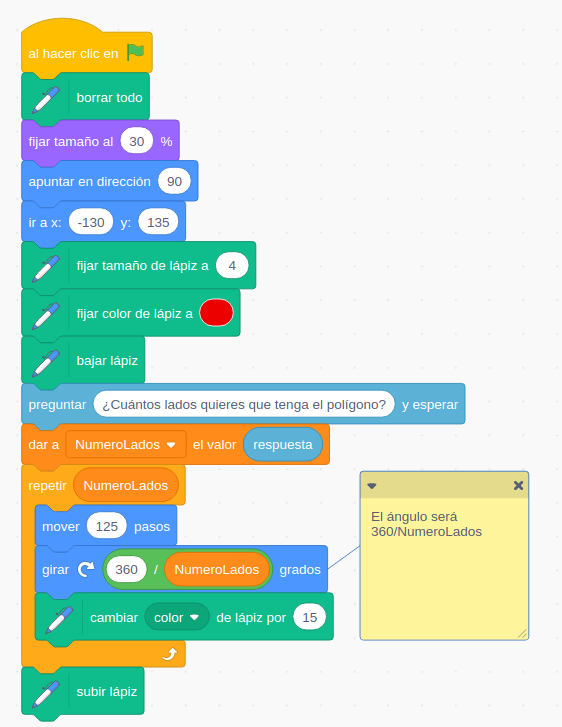 al hacer clic en
borrar todo
fijar tamaño al 30 %
apuntar en dirección 90
ir a x: -130 y: 135
fijar tamaño de lápiz a 4
fijar color de lápiz a
bajar lápiz
preguntar ¿Cuántos lados quieres que tenga el polígono? y esperar
dar a NumeroLados el valor respuesta
repetir NumeroLados
mover 125 pasos
girar 360 / NumeroLados grados
cambiar color de lápiz por 15
subir lápiz
El ángulo será
360/NumeroLados